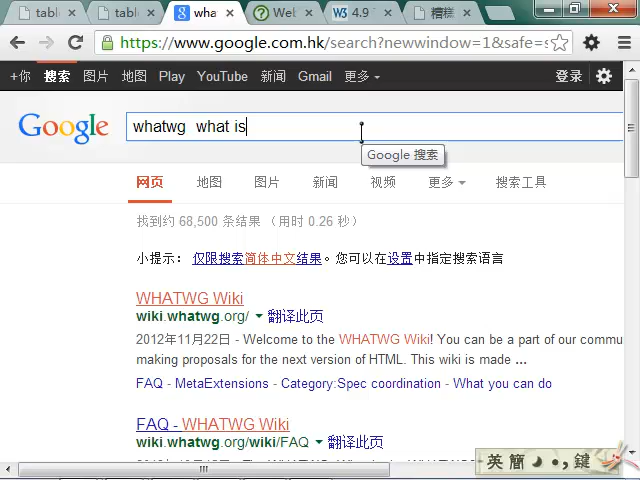 table
table
what
Web
4.9
糟糕
https://www.google.com.hk/search?newwindow=1&safe=s
+你 搜索 图片 地图 Play YouTube 新闻 Gmail 更多 登录
Google whatwg what is
Google 搜索
网页 地图 图片 新闻 视频 更多 搜索工具
找到约 68,500 条结果 （用时 0.26 秒）
小提示： 仅限搜索简体中文结果。您可以在设置中指定搜索语言
WHATWG Wiki
wiki.whatwg.org/ 翻译此页
2012年11月22日 - Welcome to the WHATWG Wiki! You can be a part of our commu
making proposals for the next version of HTML. This wiki is made ...
FAQ - MetaExtensions - Category:Spec coordination - What you can do
FAQ - WHATWG Wiki
wiki.whatwg.org/wiki/FAQ 翻译此页
英 簡 鍵